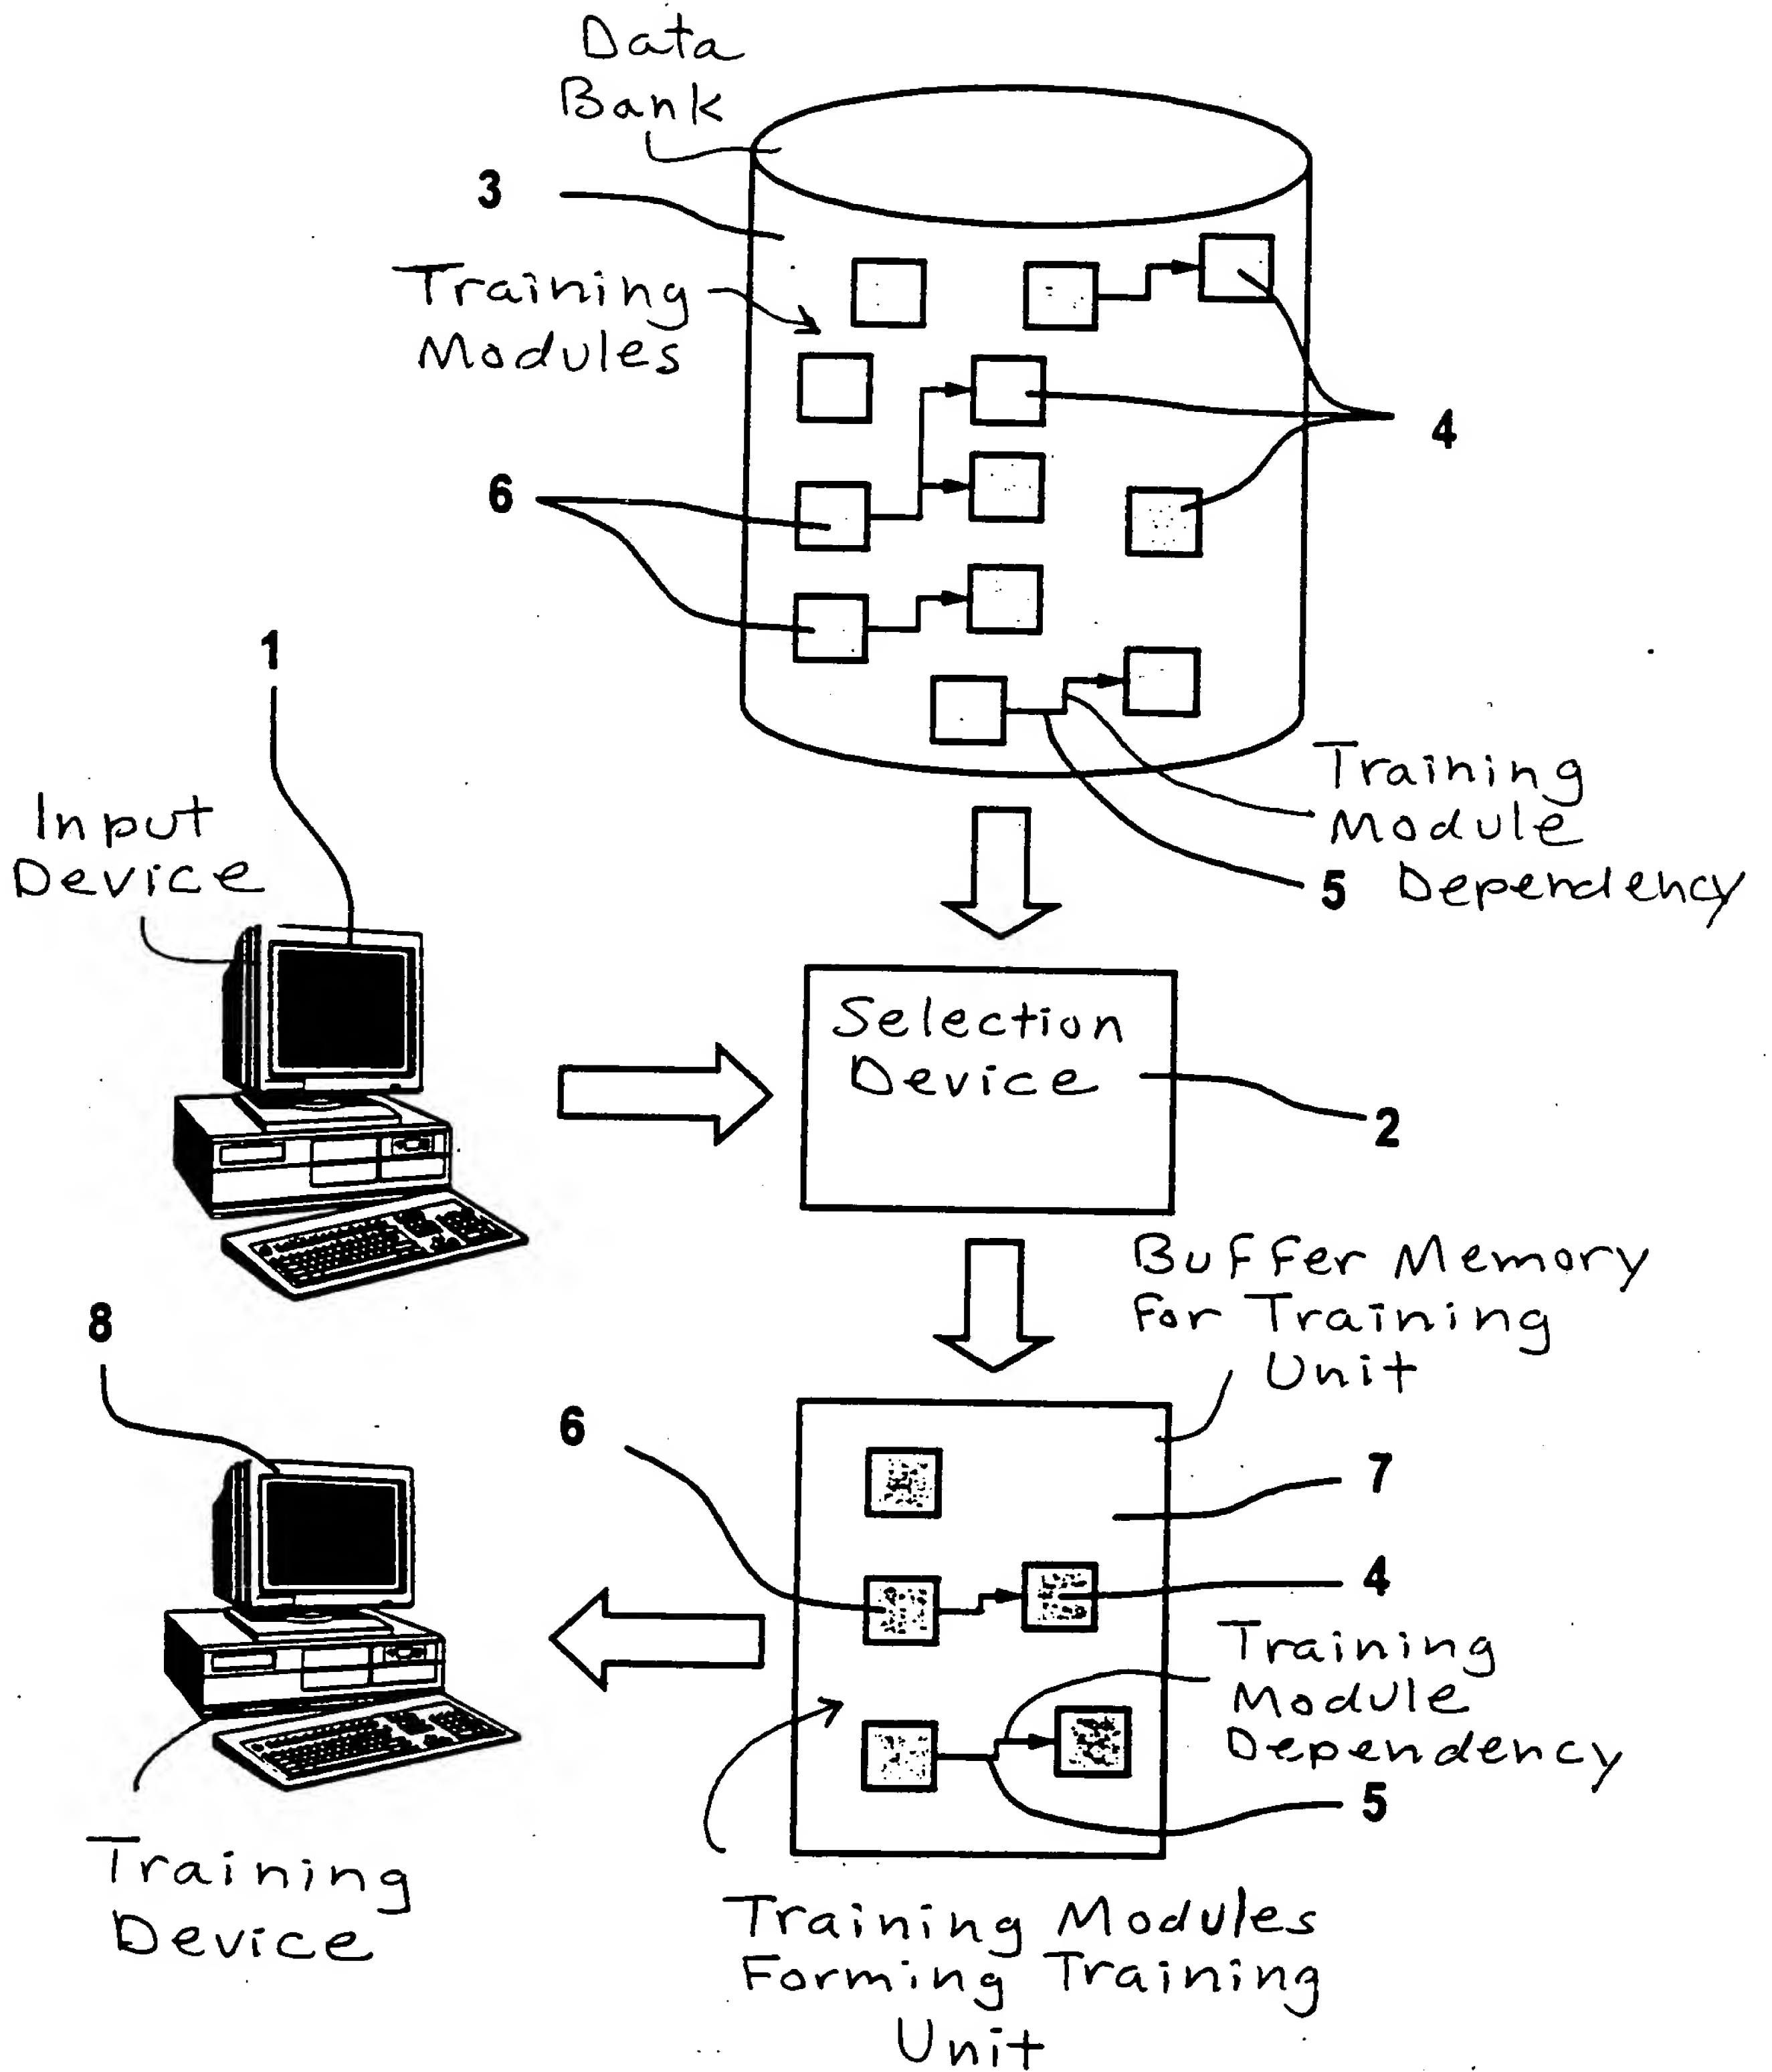 Data
Bank
3
Training
Modules
4
6
1
Training
Module
5 Dependency
Input
Device
Selection
Device
2
Buffer Memory
For Training
Unit
8
6
7
4
Training
Module
Dependency
5
Training
Device
Training Modules
Forming Training
Unit